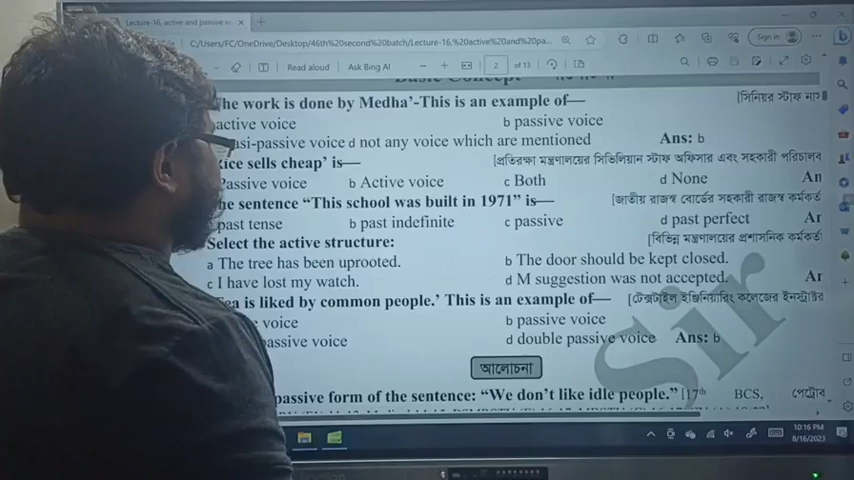 Lecture-16, active and passive vo
C:/Users/FC/OneDrive/Desktop/46th%20second%20batch/Lecture-16,%20active%20and%20pa...
Sign in
Read aloud Ask Bing AI 2 of 13
Basic Concept
he work is done by Medha'-This is an example of— [সিনিয়র স্টাফ নার্স
active voice b passive voice
asi-passive voice d not any voice which are mentioned Ans: b
ice sells cheap' is— [প্রতিরক্ষা মন্ত্রণালয়ের সিভিলিয়ান স্টাফ অফিসার এবং সহকারী পরিচালব
Passive voice b Active voice c Both d None An
he sentence “This school was built in 1971” is— [জাতীয় রাজস্ব বোর্ডের সহকারী রাজস্ব কর্মকর্ত
past tense b past indefinite c passive d past perfect Ar
Select the active structure: [বিভিন্ন মন্ত্রণালয়ের প্রশাসনিক কর্মকর্ত
a The tree has been uprooted. b The door should be kept closed.
c I have lost my watch. d M suggestion was not accepted. Ar
Tea is liked by common people.' This is an example of— [টেক্সটাইল ইঞ্জিনিয়ারিং কলেজের ইনস্ট্রাক্টর
voice b passive voice
passive voice d double passive voice Ans: b
Sir
আলোচনা
passive form of the sentence: “We don't like idle people.” [17th BCS, পেট্রোব
10:16 PM
8/16/2023